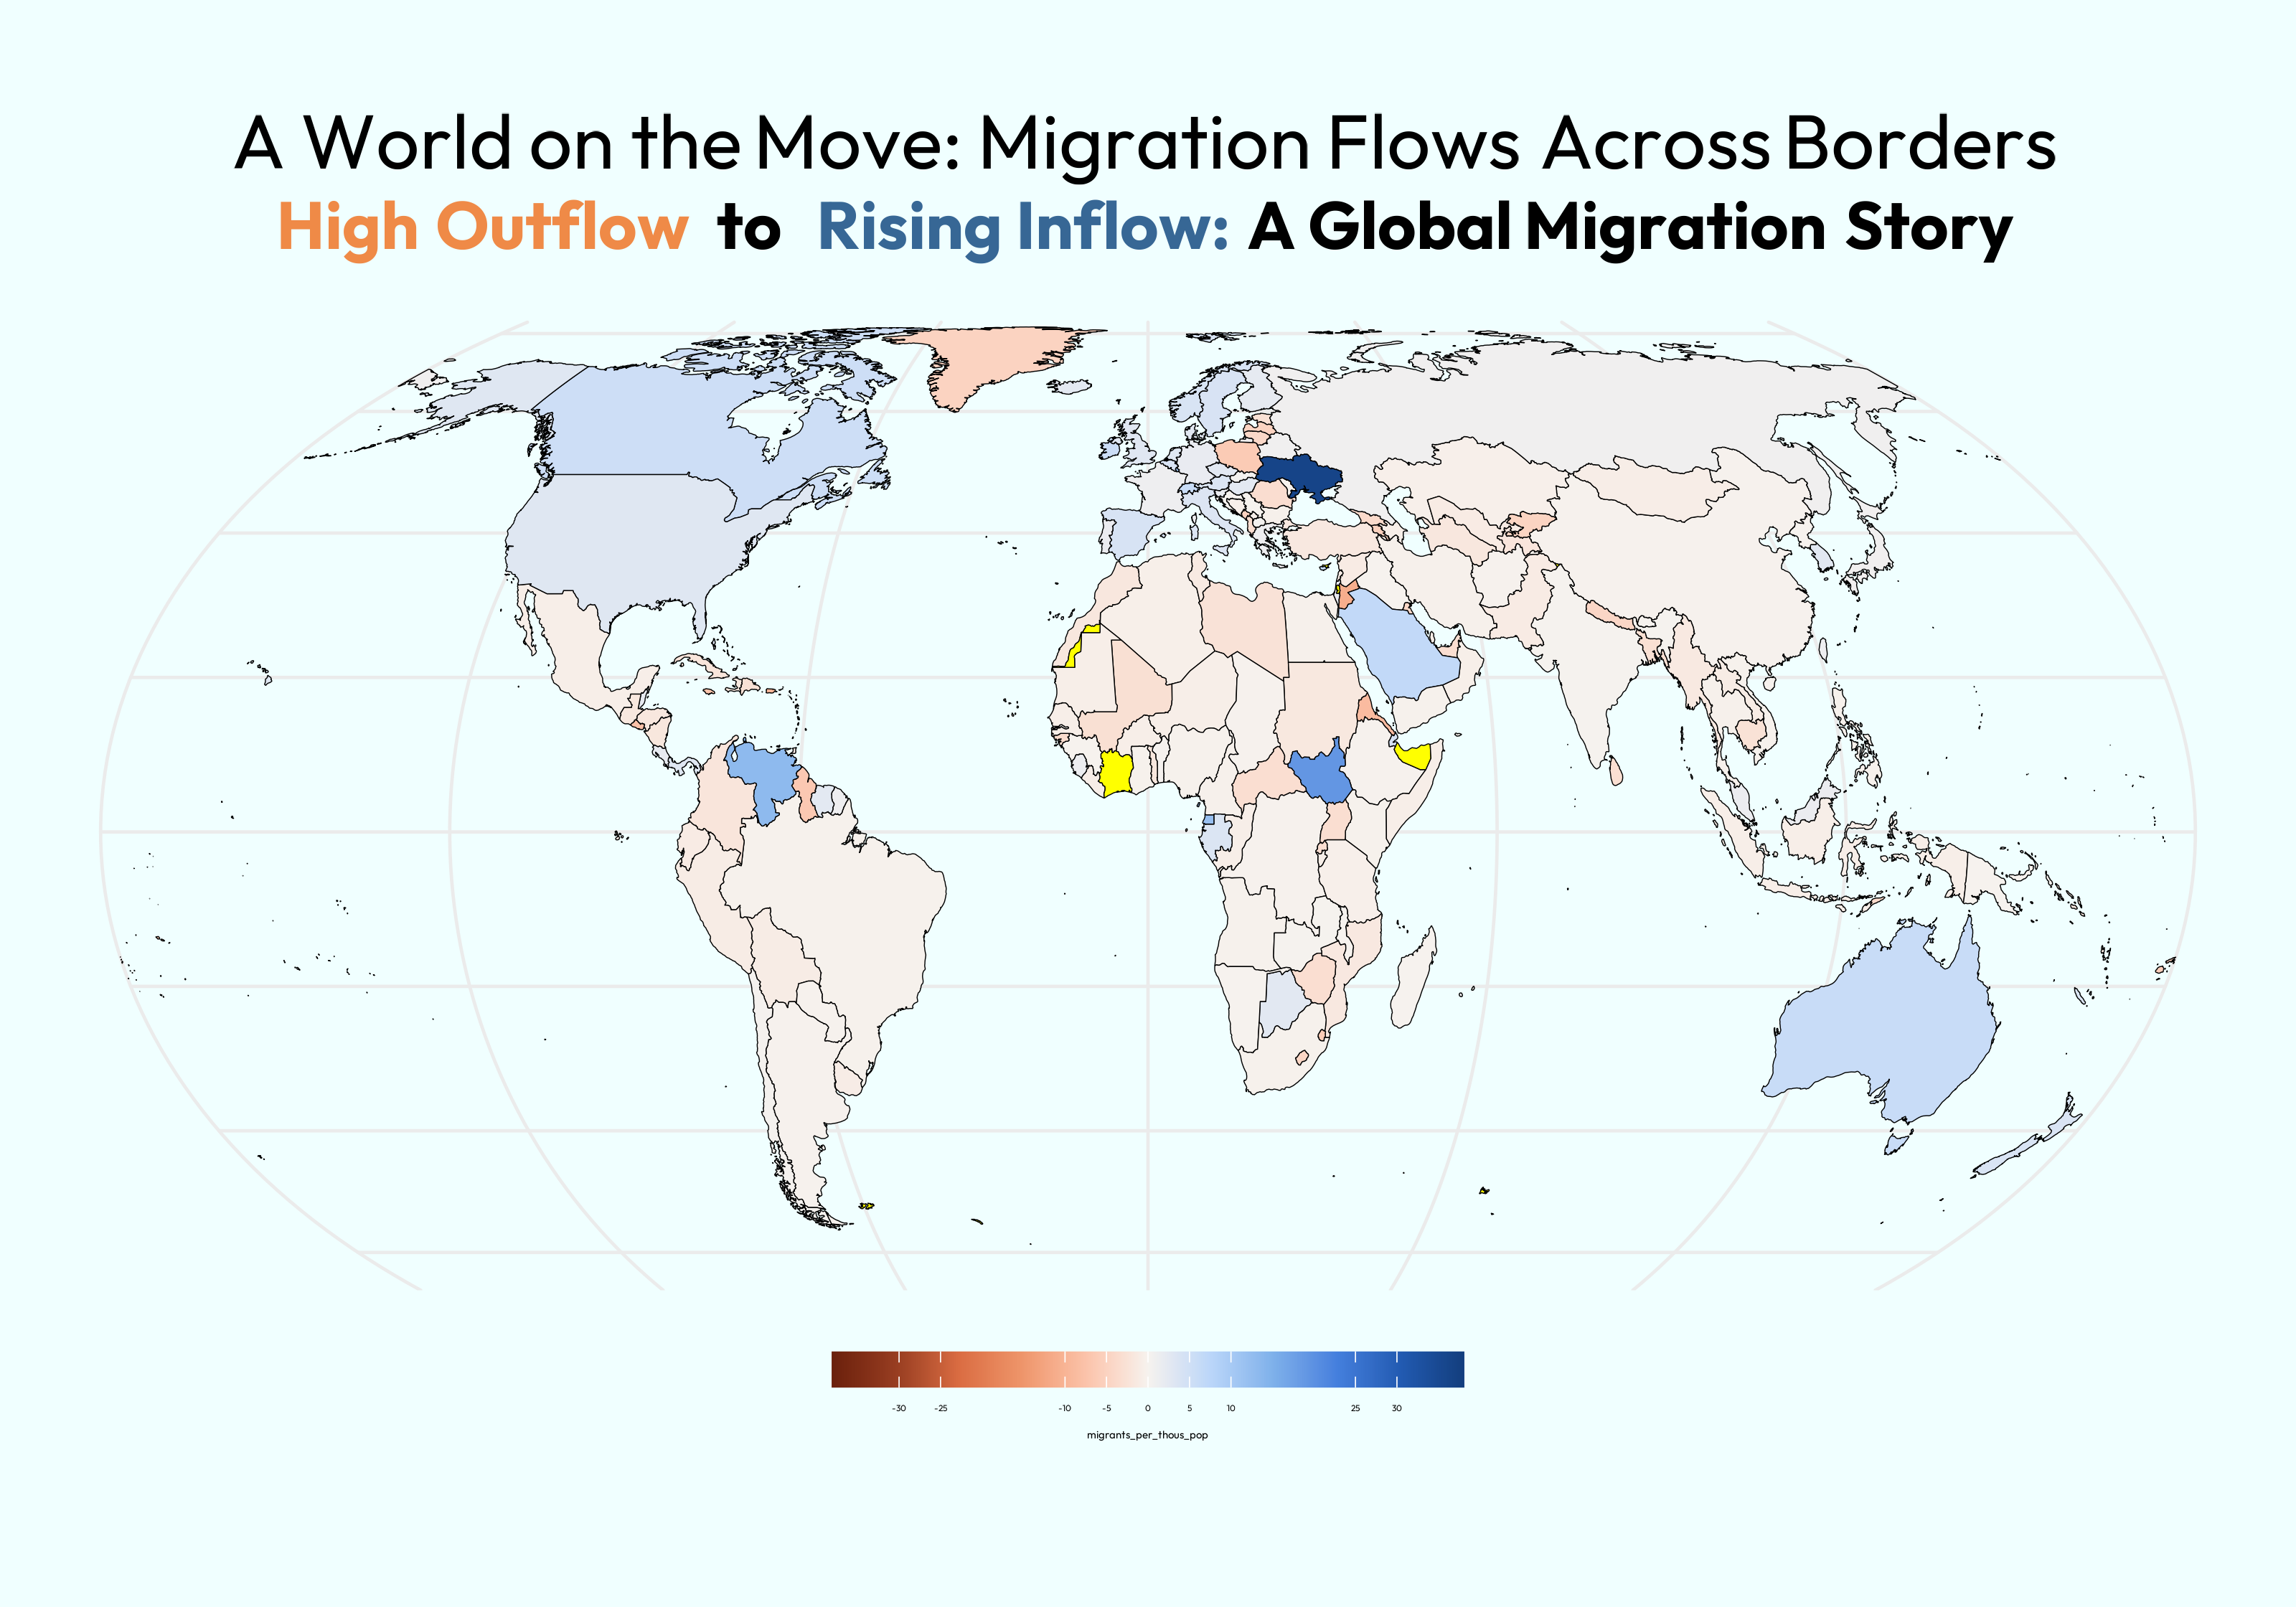 A World on the Move: Migration Flows Across Borders
High Outflow to Rising Inflow: A Global Migration Story
-30 -25 -10 -5 0 5 10 25 30
migrants_per_thous_pop